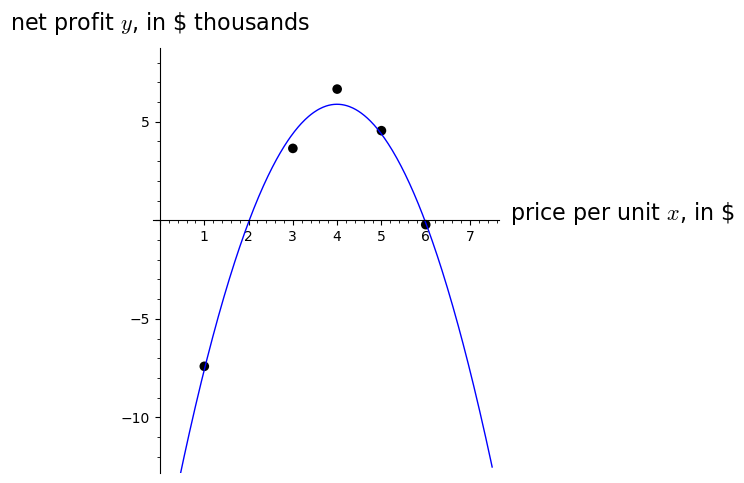 net profit y, in $ thousands
5
price per unit x, in $
1 2 3 4 5 6 7
−5
−10